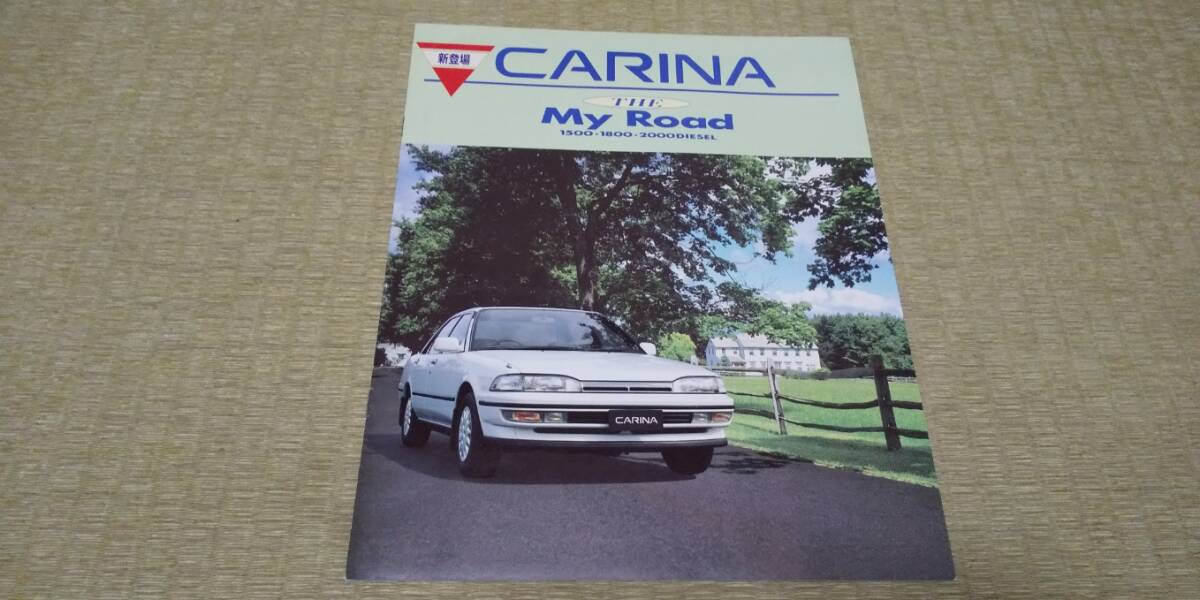 新登場
CARINA
THE
My Road
1500・1800・2000DIESEL
CARINA